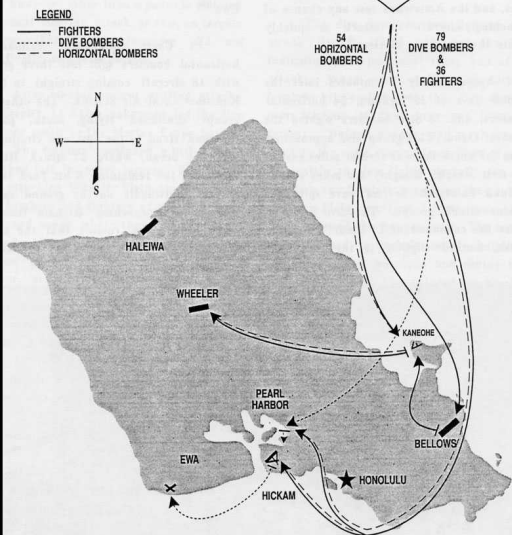 LEGEND
FIGHTERS
DIVE BOMBERS
HORIZONTAL BOMBERS
54
HORIZONTAL
BOMBERS
79
DIVE BOMBERS
&
36
FIGHTERS
N
W
E
S
HALEIWA
WHEELER
KANEOHE
PEARL
HARBOR
BELLOWS
EWA
HONOLULU
HICKAM